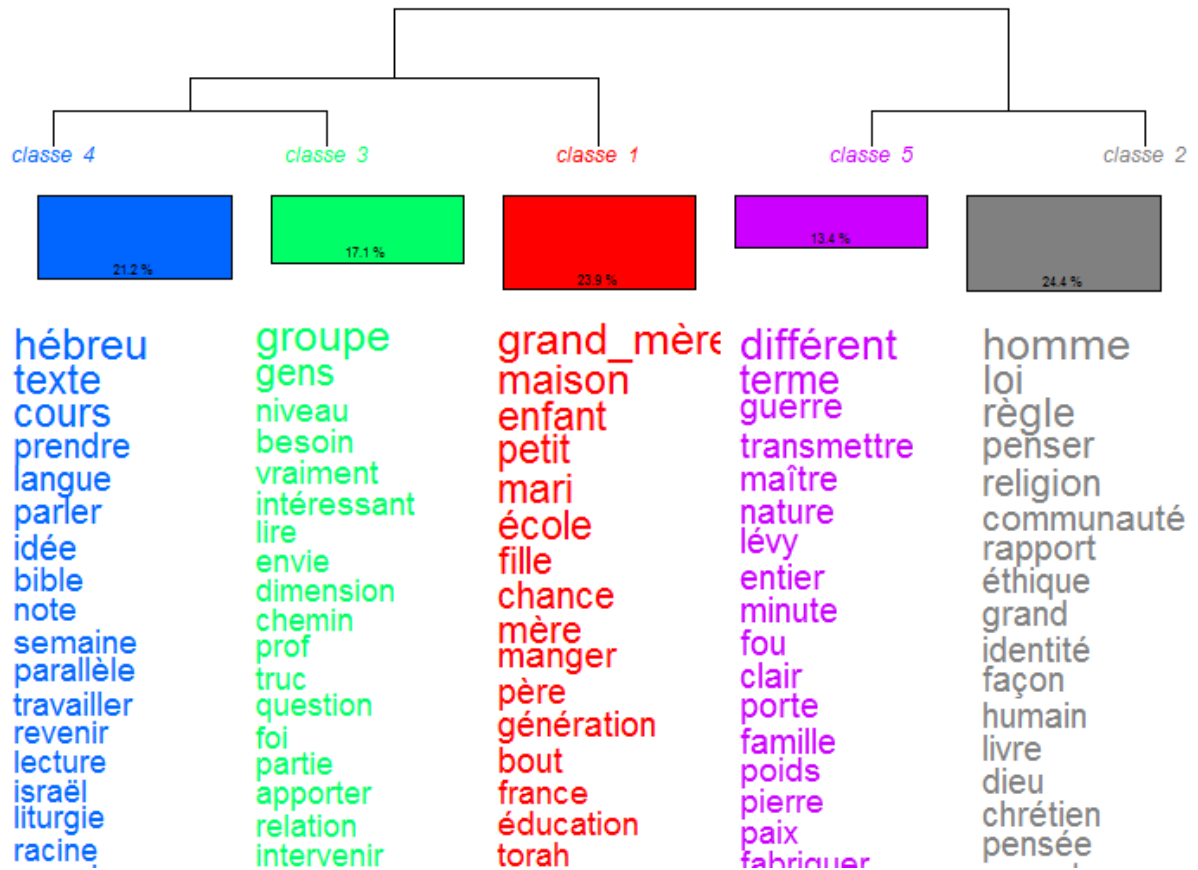 classe 4
classe 3
classe 1
classe 5
classe 2
21.2 %
17.1 %
23.9 %
13.4 %
24.4 %
hébreu
texte
cours
prendre
langue
parler
idée
bible
note
semaine
parallèle
travailler
revenir
lecture
israël
liturgie
racine
groupe
gens
niveau
besoin
vraiment
intéressant
lire
envie
dimension
chemin
prof
truc
question
foi
partie
apporter
relation
intervenir
grand_mère
maison
enfant
petit
mari
école
fille
chance
mère
manger
père
génération
bout
france
éducation
torah
différent
terme
guerre
transmettre
maître
nature
lévy
entier
minute
fou
clair
porte
famille
poids
pierre
paix
fabriquer
homme
loi
règle
penser
religion
communauté
rapport
éthique
grand
identité
façon
humain
livre
dieu
chrétien
pensée